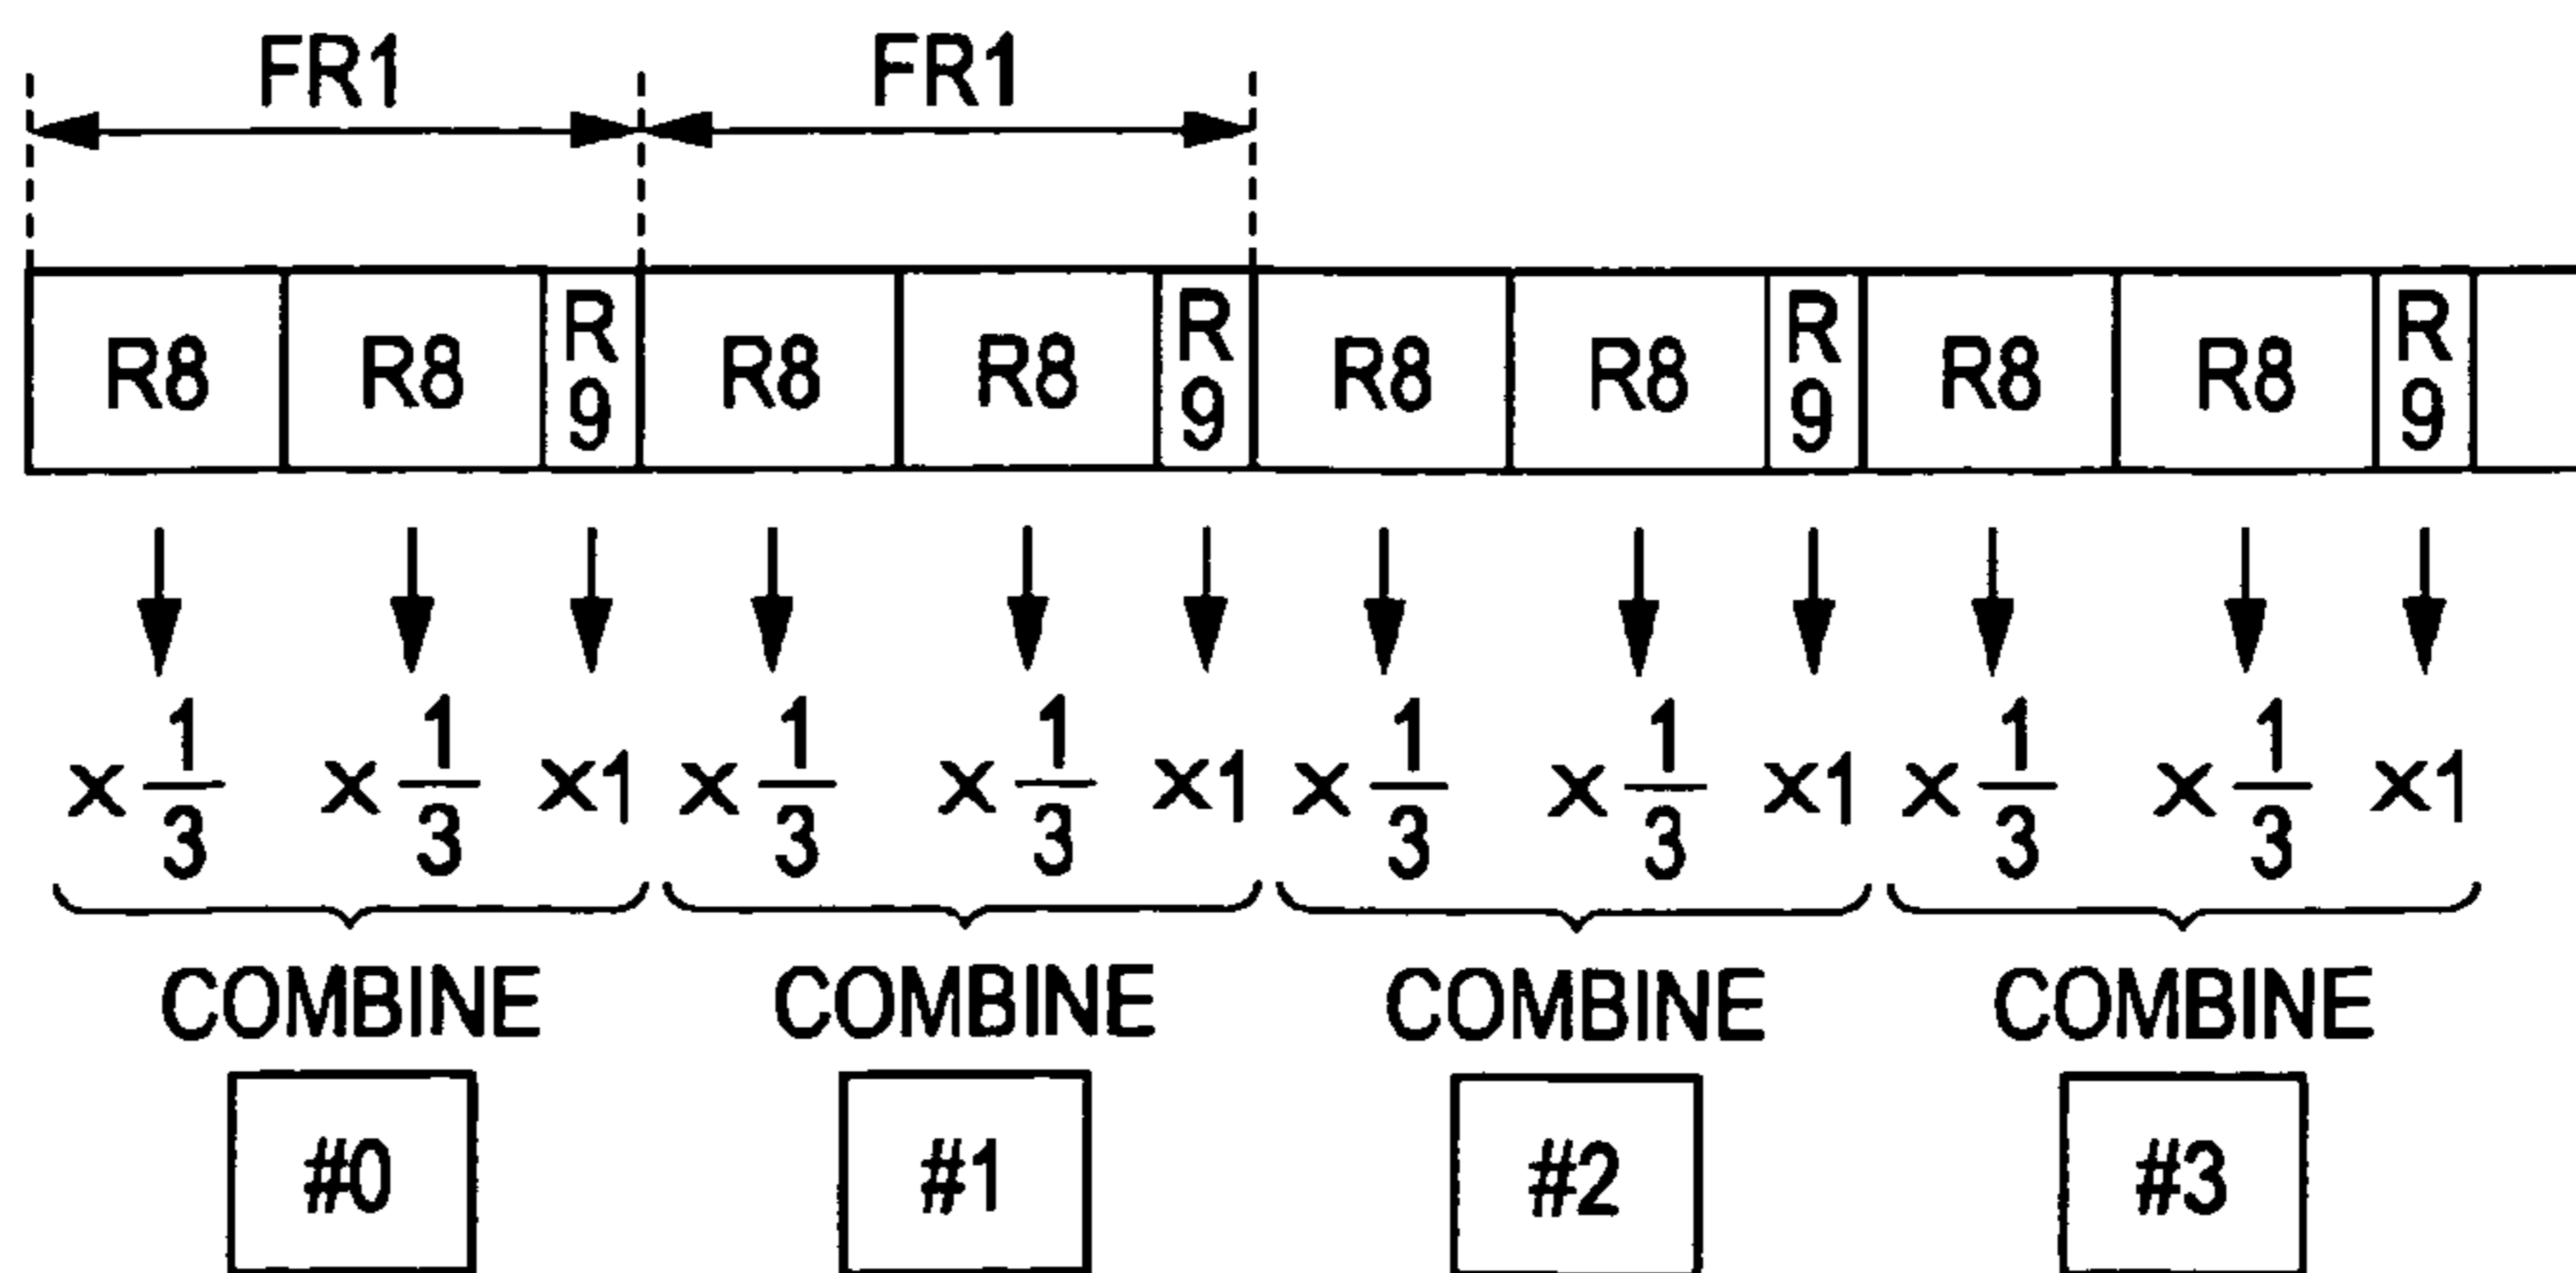 FR1 FR1
R8 R8 R9 R8 R8 R9 R8 R8 R9 R8 R8 R9
×1/3 ×1/3 ×1 ×1/3 ×1/3 ×1 ×1/3 ×1/3 ×1 ×1/3 ×1/3 ×1
COMBINE COMBINE COMBINE COMBINE
#0 #1 #2 #3